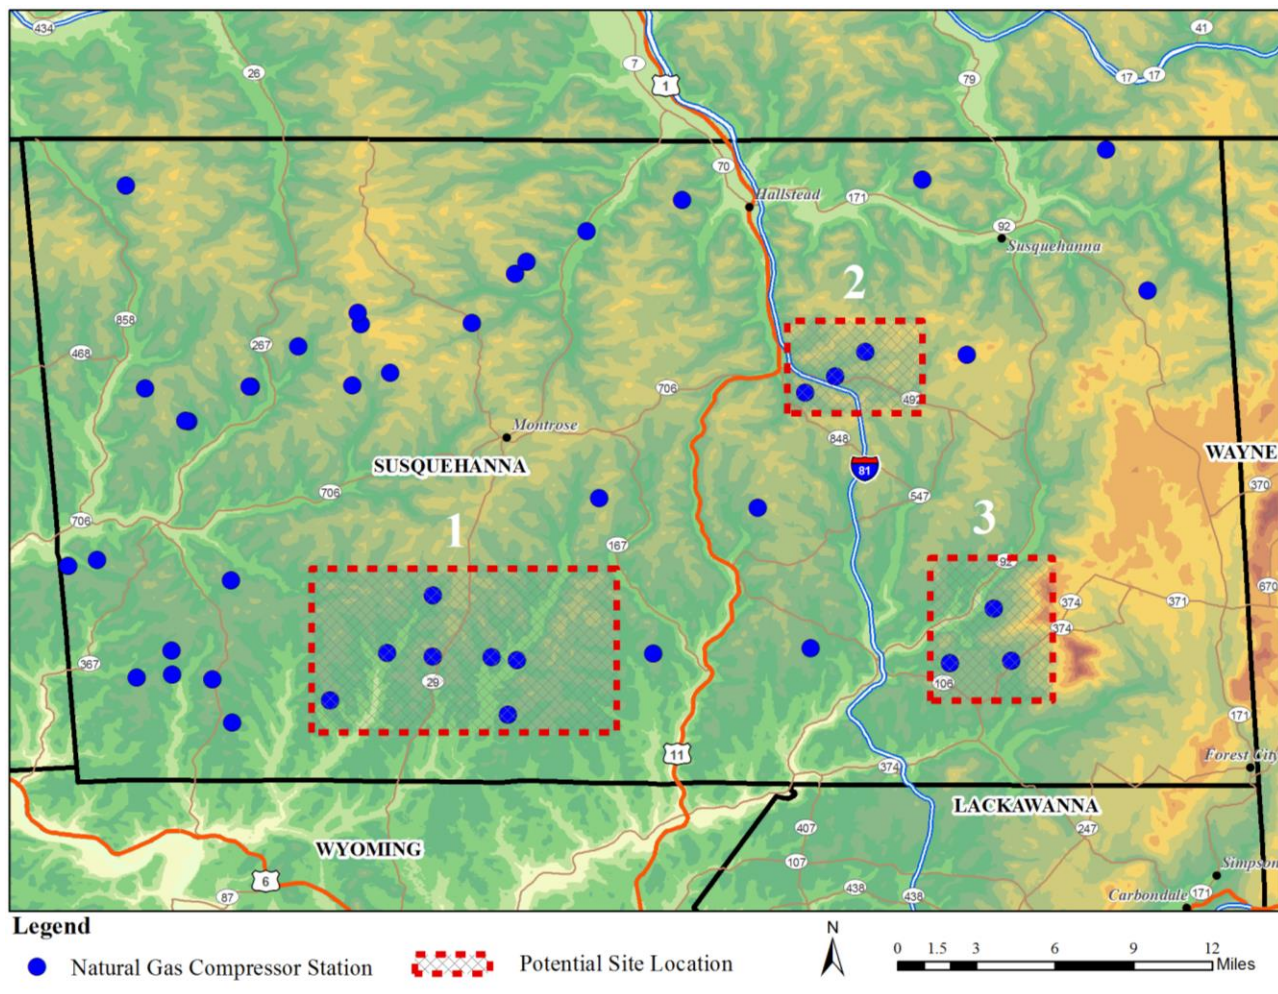 434
26
7
1
79
41
17
17
70
Hallstead
171
92
Susquehanna
858
468
267
2
706
492
Montrose
848
SUSQUEHANNA
81
WAYNE
370
706
547
706
1
3
167
92
670
374
371
374
367
29
106
171
11
Forest City
374
LACKAWANNA
407
247
WYOMING
107
Simpson
6
87
438
438
Carbondale
171
Legend
Natural Gas Compressor Station
Potential Site Location
N
0 1.5 3 6 9 12
Miles